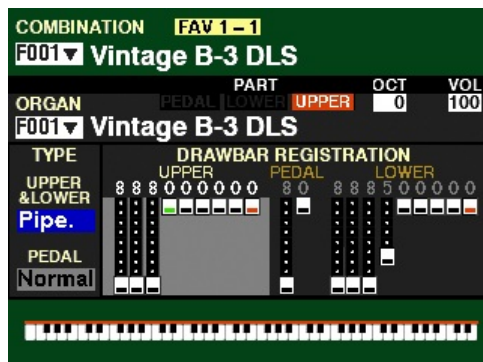 COMBINATION FAV 1 – 1
F001▼ Vintage B-3 DLS
PART OCT VOL
ORGAN PEDAL LOWER UPPER 0 100
F001▼ Vintage B-3 DLS
TYPE DRAWBAR REGISTRATION
UPPER PEDAL LOWER
UPPER 888000000 80 888500000
&LOWER
Pipe.
PEDAL
Normal